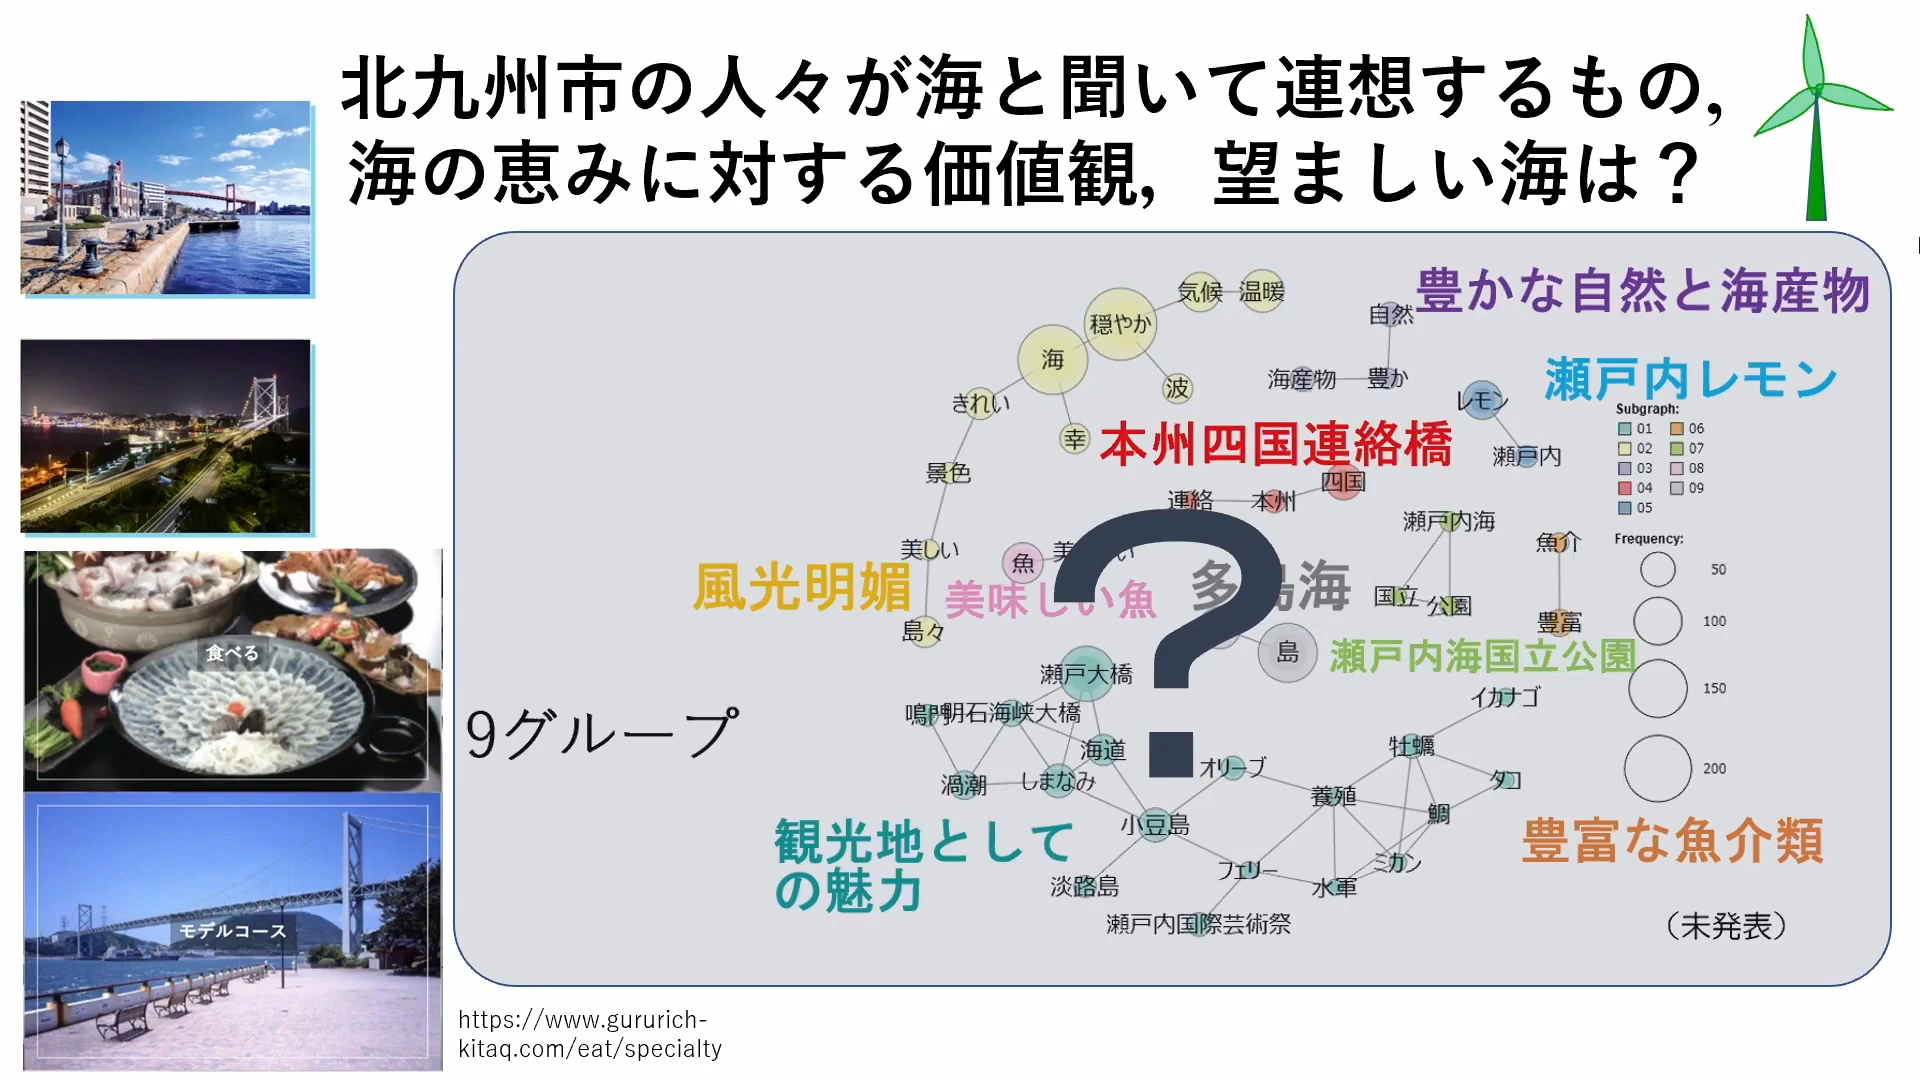 北九州市の人々が海と聞いて連想するもの,
海の恵みに対する価値観, 望ましい海は？
気候
温暖
穏やか
海
波
きれい
幸
景色
美しい
島々
自然
海産物
豊か
豊かな自然と海産物
レモン
瀬戸内
瀬戸内レモン
本州四国連絡橋
連絡
本州
四国
瀬戸内海
国立
公園
瀬戸内海国立公園
魚介
豊富
Subgraph:
01
02
03
04
05
06
07
08
09
Frequency:
50
100
150
200
風光明媚
魚
美味しい魚
?
島
瀬戸大橋
鳴門
明石海峡大橋
海道
渦潮
しまなみ
オリーブ
小豆島
淡路島
フェリー
瀬戸内国際芸術祭
養殖
水軍
ミカン
鯛
牡蠣
タコ
イカナゴ
豊富な魚介類
9グループ
観光地として
の魅力
（未発表）
食べる
モデルコース
https://www.gururich-
kitaq.com/eat/specialty